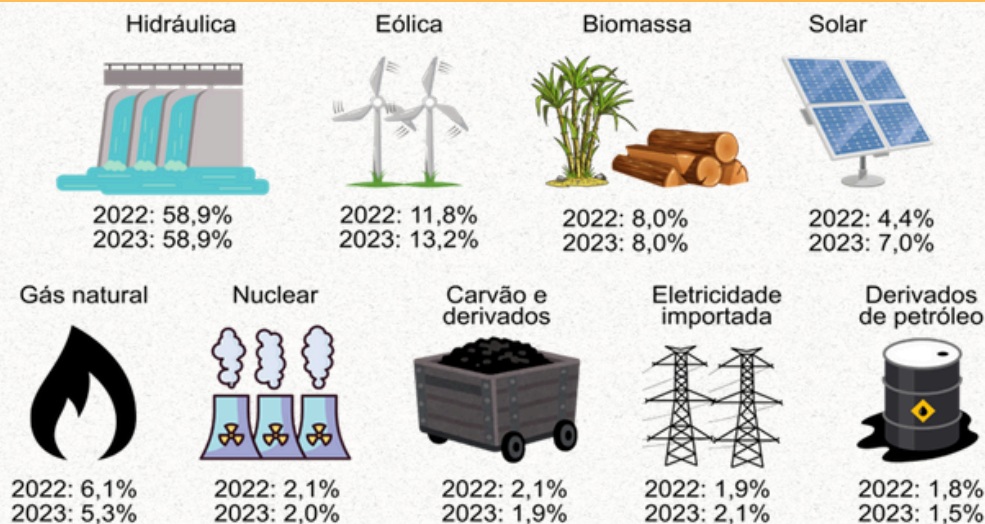 Hidráulica
Eólica
Biomassa
Solar
2022: 58,9%
2023: 58,9%
2022: 11,8%
2023: 13,2%
2022: 8,0%
2023: 8,0%
2022: 4,4%
2023: 7,0%
Gás natural
Nuclear
Carvão e
derivados
Eletricidade
importada
Derivados
de petróleo
2022: 6,1%
2023: 5,3%
2022: 2,1%
2023: 2,0%
2022: 2,1%
2023: 1,9%
2022: 1,9%
2023: 2,1%
2022: 1,8%
2023: 1,5%